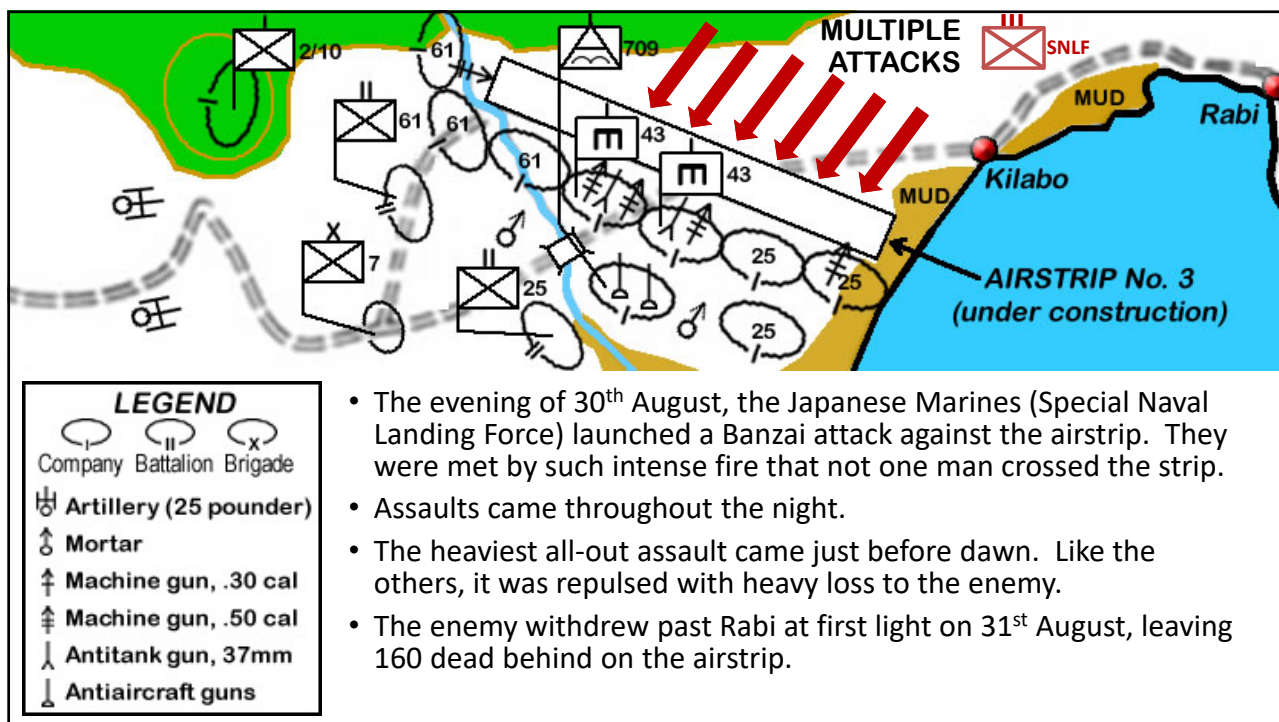 MULTIPLE
ATTACKS
III
SNLF
I
2/10
61
709
43
43
II
61
61
61
X
7
II
25
25
25
25
MUD
MUD
Rabi
Kilabo
AIRSTRIP No. 3
(under construction)
LEGEND
I II X
Company Battalion Brigade
Artillery (25 pounder)
Mortar
Machine gun, .30 cal
Machine gun, .50 cal
Antitank gun, 37mm
Antiaircraft guns
• The evening of 30th August, the Japanese Marines (Special Naval
Landing Force) launched a Banzai attack against the airstrip. They
were met by such intense fire that not one man crossed the strip.
• Assaults came throughout the night.
• The heaviest all-out assault came just before dawn. Like the
others, it was repulsed with heavy loss to the enemy.
• The enemy withdrew past Rabi at first light on 31st August, leaving
160 dead behind on the airstrip.